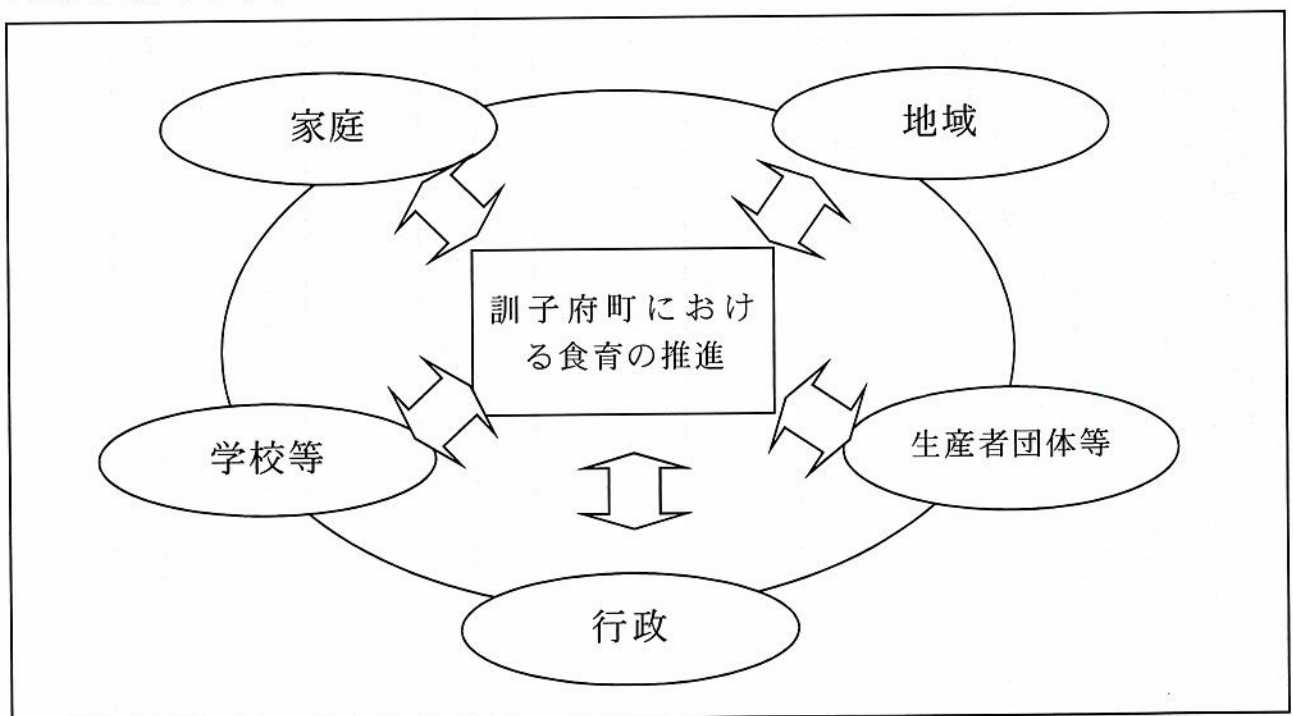 家庭
地域
訓子府町におけ
る食育の推進
学校等
生産者団体等
行政